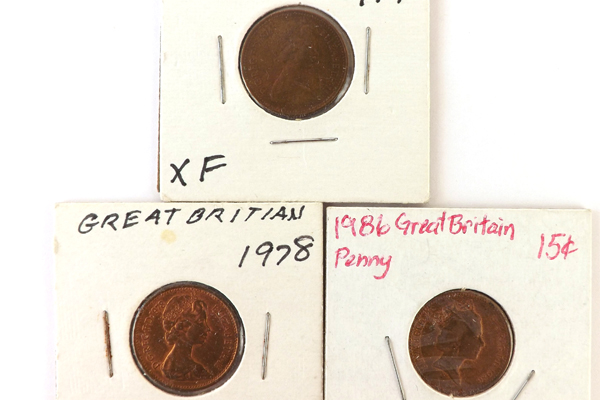 XF
GREAT BRITIAN
1978
1986 Great Britain
Penny
15¢